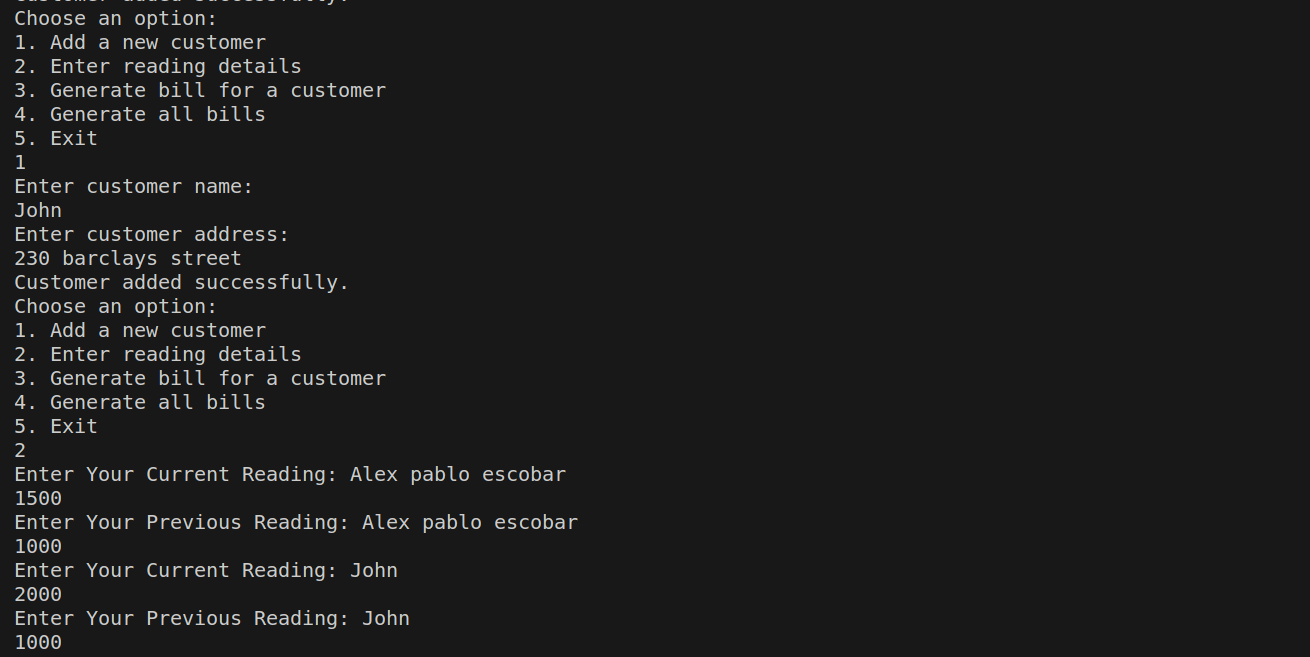 Customer added successfully.
Choose an option:
1. Add a new customer
2. Enter reading details
3. Generate bill for a customer
4. Generate all bills
5. Exit
1
Enter customer name:
John
Enter customer address:
230 barclays street
Customer added successfully.
Choose an option:
1. Add a new customer
2. Enter reading details
3. Generate bill for a customer
4. Generate all bills
5. Exit
2
Enter Your Current Reading: Alex pablo escobar
1500
Enter Your Previous Reading: Alex pablo escobar
1000
Enter Your Current Reading: John
2000
Enter Your Previous Reading: John
1000